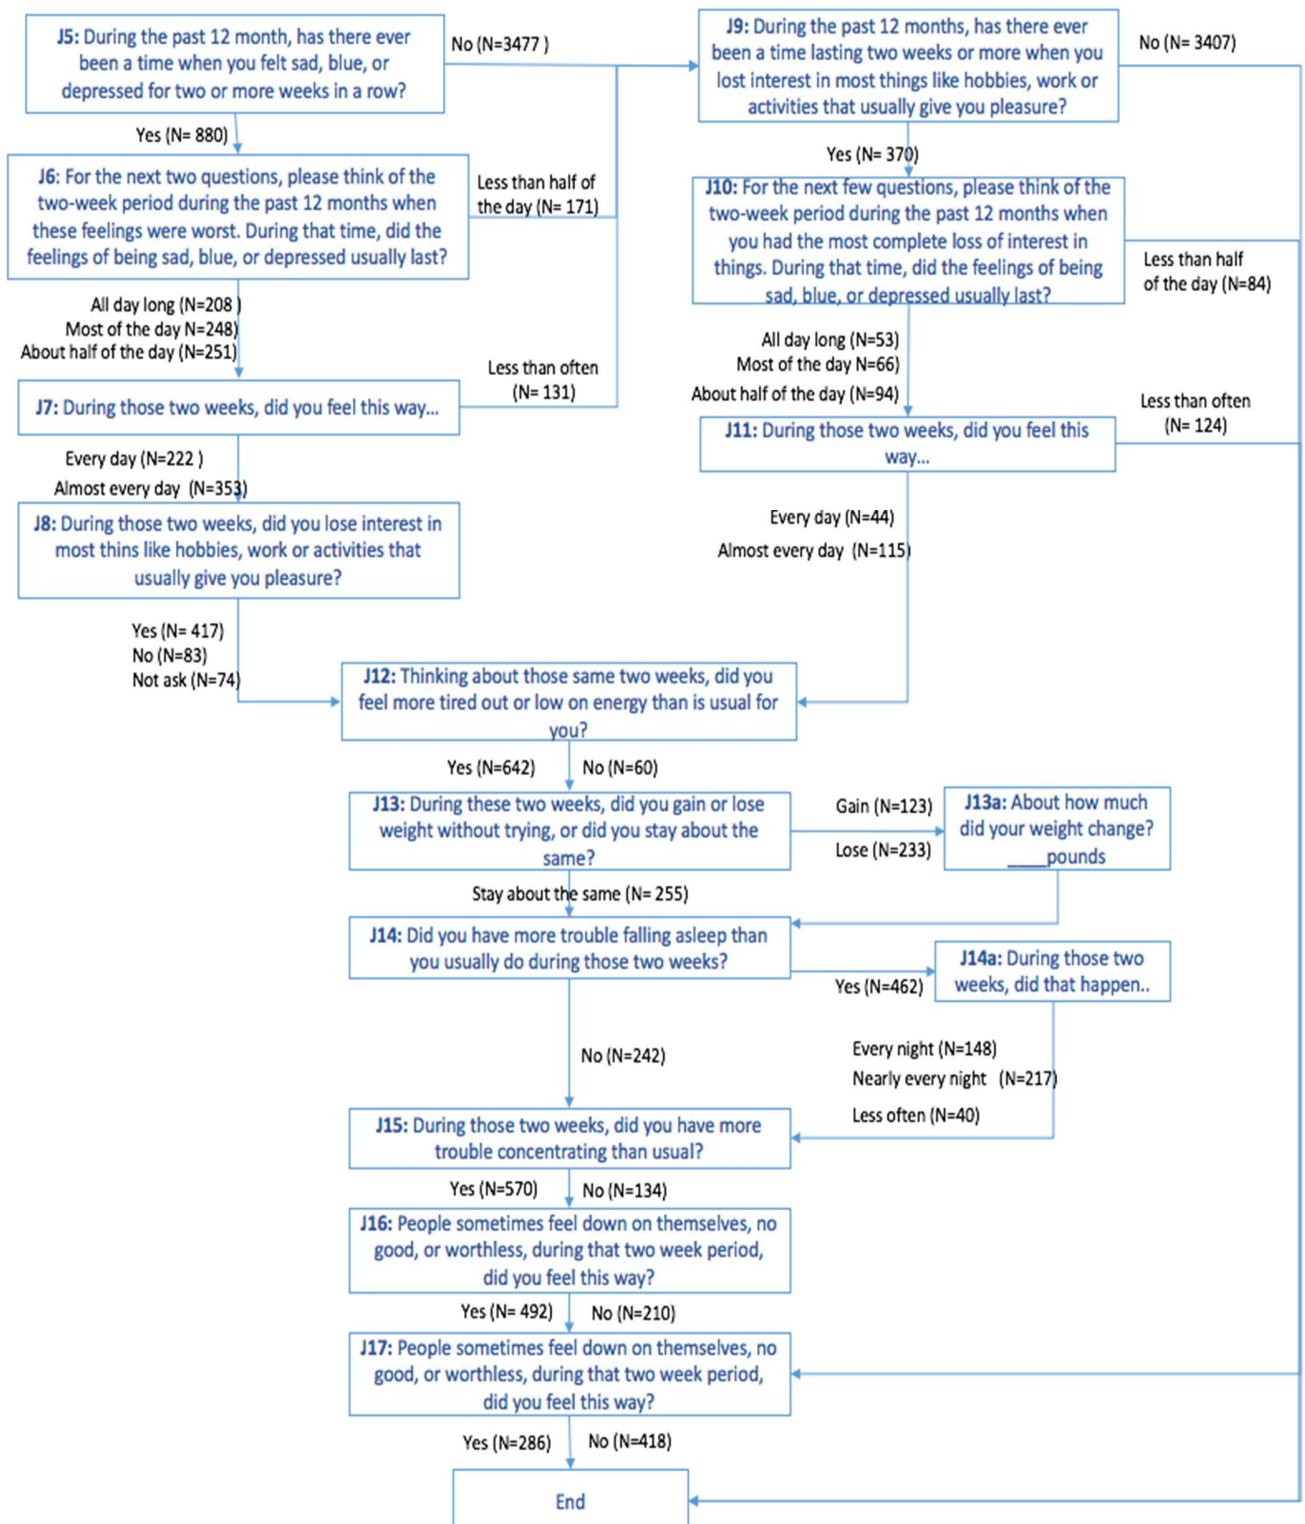 J5: During the past 12 month, has there ever
been a time when you felt sad, blue, or
depressed for two or more weeks in a row?
No (N=3477 )
Yes (N= 880)
J6: For the next two questions, please think of the
two-week period during the past 12 months when
these feelings were worst. During that time, did the
feelings of being sad, blue, or depressed usually last?
Less than half of
the day (N= 171)
All day long (N=208 )
Most of the day N=248)
About half of the day (N=251)
J7: During those two weeks, did you feel this way...
Less than often
(N= 131)
Every day (N=222 )
Almost every day (N=353)
J8: During those two weeks, did you lose interest in
most thins like hobbies, work or activities that
usually give you pleasure?
Yes (N= 417)
No (N=83)
Not ask (N=74)
J9: During the past 12 months, has there ever
been a time lasting two weeks or more when you
lost interest in most things like hobbies, work or
activities that usually give you pleasure?
No (N= 3407)
Yes (N= 370)
J10: For the next few questions, please think of the
two-week period during the past 12 months when
you had the most complete loss of interest in
things. During that time, did the feelings of being
sad, blue, or depressed usually last?
Less than half
of the day (N=84)
All day long (N=53)
Most of the day N=66)
About half of the day (N=94)
J11: During those two weeks, did you feel this
way...
Less than often
(N= 124)
Every day (N=44)
Almost every day (N=115)
J12: Thinking about those same two weeks, did you
feel more tired out or low on energy than is usual for
you?
Yes (N=642)
No (N=60)
J13: During these two weeks, did you gain or lose
weight without trying, or did you stay about the
same?
Gain (N=123)
Lose (N=233)
J13a: About how much
did your weight change?
____pounds
Stay about the same (N= 255)
J14: Did you have more trouble falling asleep than
you usually do during those two weeks?
Yes (N=462)
J14a: During those two
weeks, did that happen..
No (N=242)
Every night (N=148)
Nearly every night (N=217)
Less often (N=40)
J15: During those two weeks, did you have more
trouble concentrating than usual?
Yes (N=570)
No (N=134)
J16: People sometimes feel down on themselves, no
good, or worthless, during that two week period,
did you feel this way?
Yes (N= 492)
No (N=210)
J17: People sometimes feel down on themselves, no
good, or worthless, during that two week period,
did you feel this way?
Yes (N=286)
No (N=418)
End